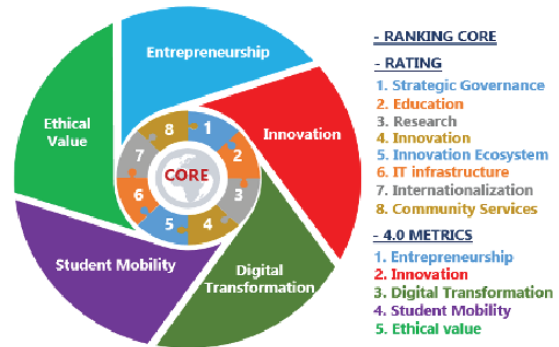 Entrepreneurship
Ethical
Value
Innovation
8 1
7 2
CORE
6 3
5 4
Student Mobility
Digital
Transformation
- RANKING CORE
- RATING
1. Strategic Governance
2. Education
3. Research
4. Innovation
5. Innovation Ecosystem
6. IT infrastructure
7. Internationalization
8. Community Services
- 4.0 METRICS
1. Entrepreneurship
2. Innovation
3. Digital Transformation
4. Student Mobility
5. Ethical value